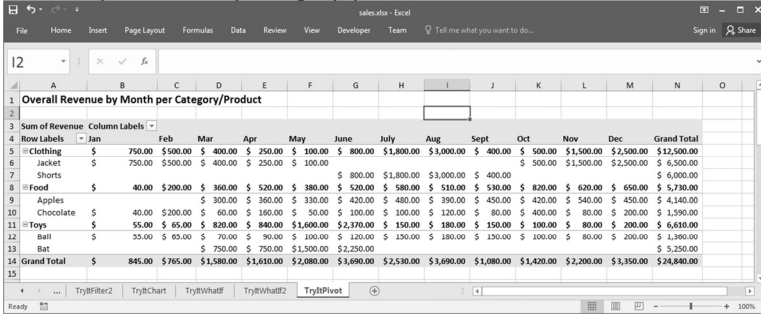 sales.xlsx - Excel
File Home Insert Page Layout Formulas Data Review View Developer Team Tell me what you want to do... Sign in Share
I2 fx
A B C D E F G H I J K L M N O
1 Overall Revenue by Month per Category/Product
2
3 Sum of Revenue Column Labels
4 Row Labels Jan Feb Mar Apr May June July Aug Sept Oct Nov Dec Grand Total
5 Clothing $ 750.00 $500.00 $ 400.00 $ 250.00 $ 100.00 $ 800.00 $1,800.00 $3,000.00 $ 400.00 $ 500.00 $1,500.00 $2,500.00 $12,500.00
6 Jacket $ 750.00 $500.00 $ 400.00 $ 250.00 $ 100.00 $ 500.00 $1,500.00 $2,500.00 $ 6,500.00
7 Shorts $ 800.00 $1,800.00 $3,000.00 $ 400.00 $ 6,000.00
8 Food $ 40.00 $200.00 $ 360.00 $ 520.00 $ 380.00 $ 520.00 $ 580.00 $ 510.00 $ 530.00 $ 820.00 $ 620.00 $ 650.00 $ 5,730.00
9 Apples $ 300.00 $ 360.00 $ 330.00 $ 420.00 $ 480.00 $ 390.00 $ 450.00 $ 420.00 $ 540.00 $ 450.00 $ 4,140.00
10 Chocolate $ 40.00 $200.00 $ 60.00 $ 160.00 $ 50.00 $ 100.00 $ 100.00 $ 120.00 $ 80.00 $ 400.00 $ 80.00 $ 200.00 $ 1,590.00
11 Toys $ 55.00 $ 65.00 $ 820.00 $ 840.00 $1,600.00 $2,370.00 $ 150.00 $ 180.00 $ 150.00 $ 100.00 $ 80.00 $ 200.00 $ 6,610.00
12 Ball $ 55.00 $ 65.00 $ 70.00 $ 90.00 $ 100.00 $ 120.00 $ 150.00 $ 180.00 $ 150.00 $ 100.00 $ 80.00 $ 200.00 $ 1,360.00
13 Bat $ 750.00 $ 750.00 $1,500.00 $2,250.00 $ 5,250.00
14 Grand Total $ 845.00 $765.00 $1,580.00 $1,610.00 $2,080.00 $3,690.00 $2,530.00 $3,690.00 $1,080.00 $1,420.00 $2,200.00 $3,350.00 $24,840.00
15
... TryItFilter2 TryItChart TryItWhatIf TryItWhatIf2 TryItPivot
Ready 100%